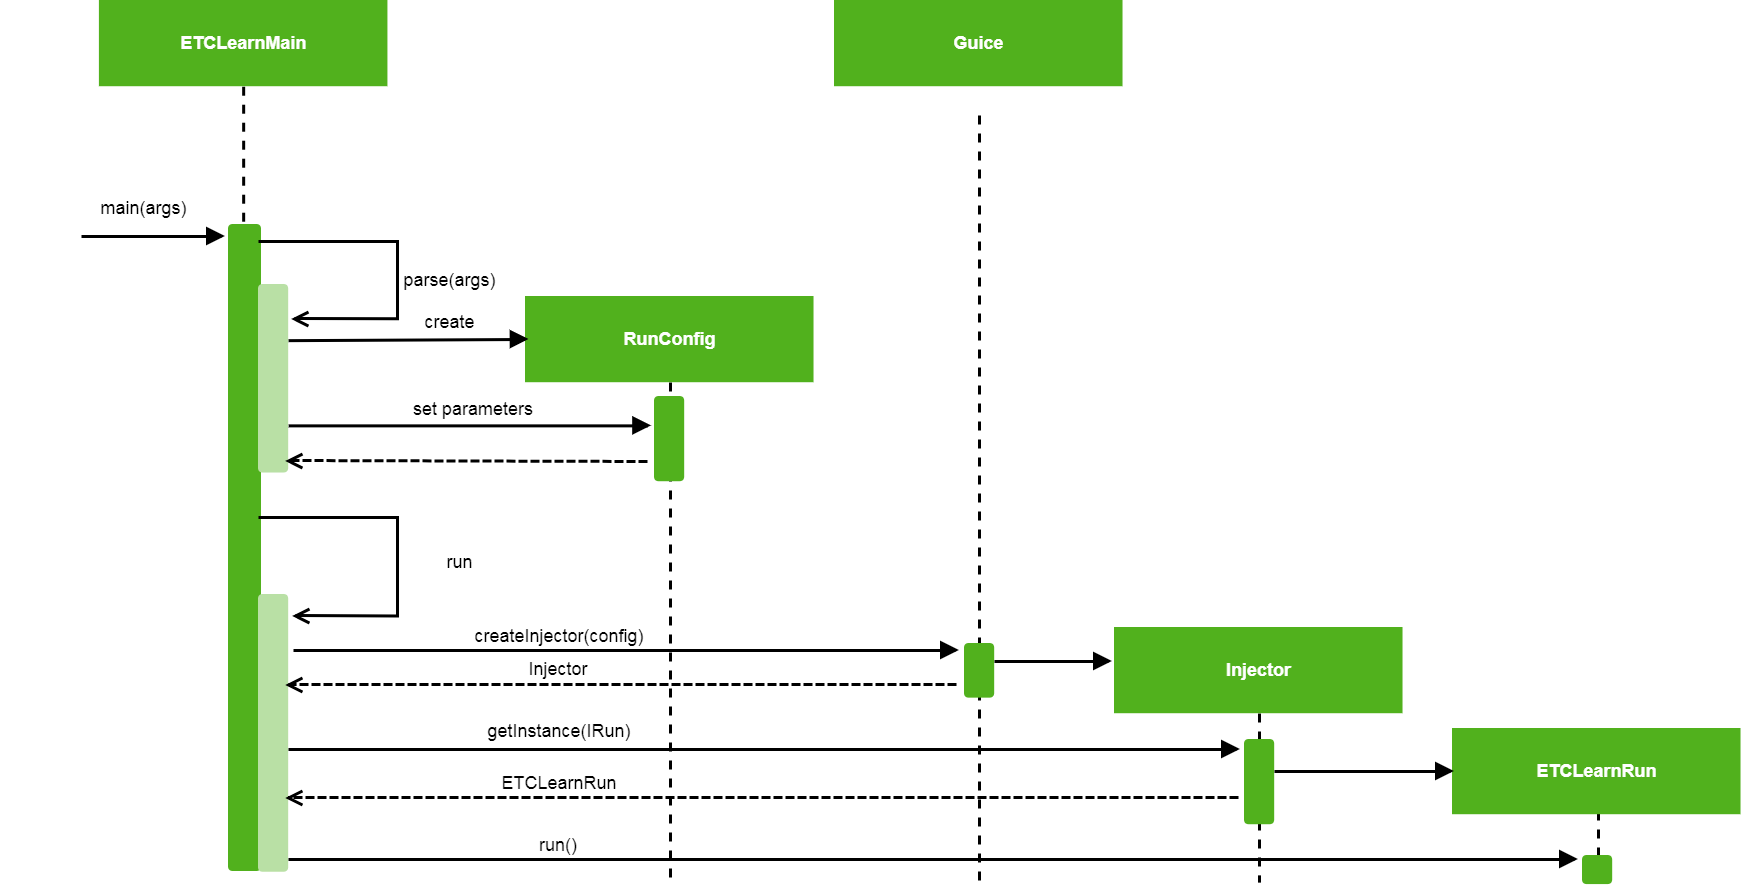 ETCLearnMain
Guice
main(args)
parse(args)
create
RunConfig
set parameters
run
createInjector(config)
Injector
Injector
getInstance(IRun)
ETCLearnRun
ETCLearnRun
run()